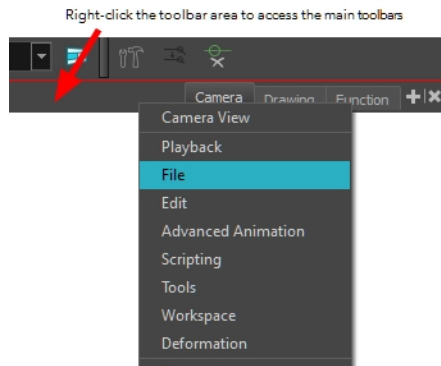 Right-click the toolbar area to access the main toolbars
Camera Drawing Function
Camera View
Playback
File
Edit
Advanced Animation
Scripting
Tools
Workspace
Deformation